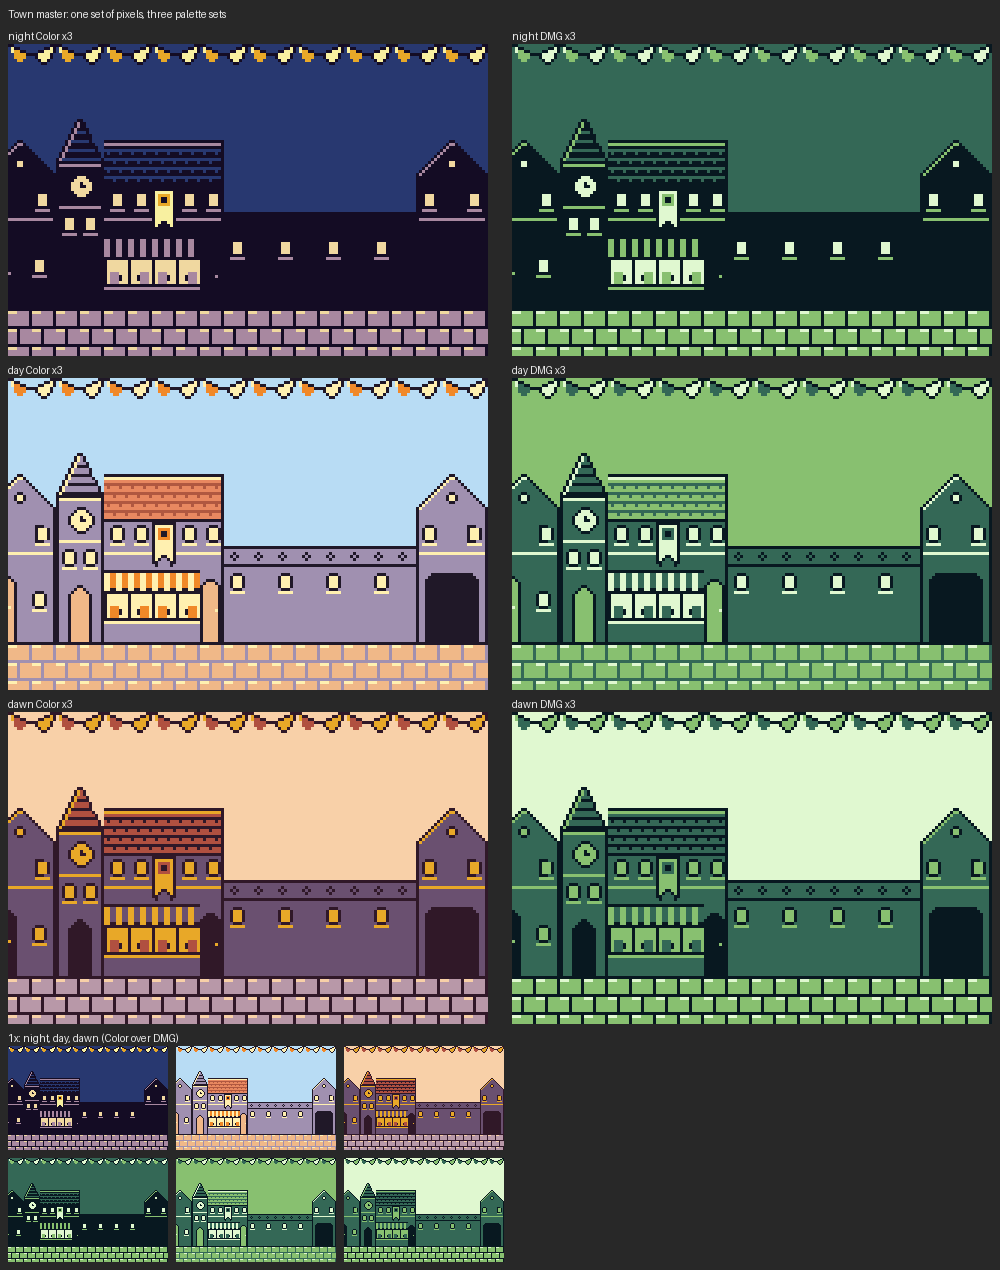 Town master: one set of pixels, three palette sets
night Color x3
night DMG x3
day Color x3
day DMG x3
dawn Color x3
dawn DMG x3
1x: night, day, dawn (Color over DMG)